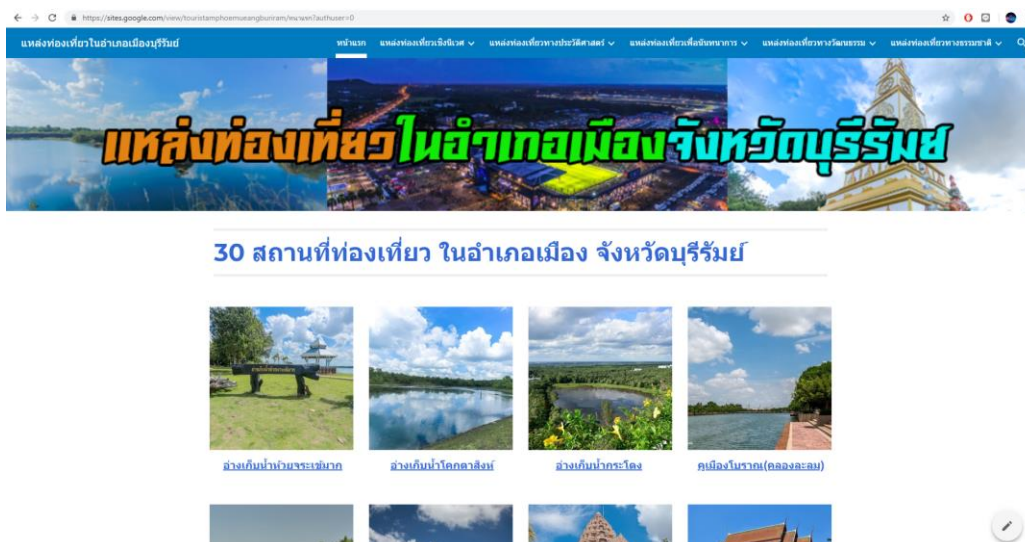 https://sites.google.com/view/touristamphoemueangburiram/หน้าแรก?authuser=0
แหล่งท่องเที่ยวในอำเภอเมืองบุรีรัมย์ หน้าแรก แหล่งท่องเที่ยวเชิงนิเวศ แหล่งท่องเที่ยวทางประวัติศาสตร์ แหล่งท่องเที่ยวเพื่อนันทนาการ แหล่งท่องเที่ยวทางวัฒนธรรม แหล่งท่องเที่ยวทางธรรมชาติ
แหล่งท่องเที่ยวในอำเภอเมืองจังหวัดบุรีรัมย์
30 สถานที่ท่องเที่ยว ในอำเภอเมือง จังหวัดบุรีรัมย์
อ่างเก็บน้ำห้วยจระเข้มาก
อ่างเก็บน้ำ
อ่างเก็บน้ำกระโดง
คูเมืองโบราณ(คลองละลม)